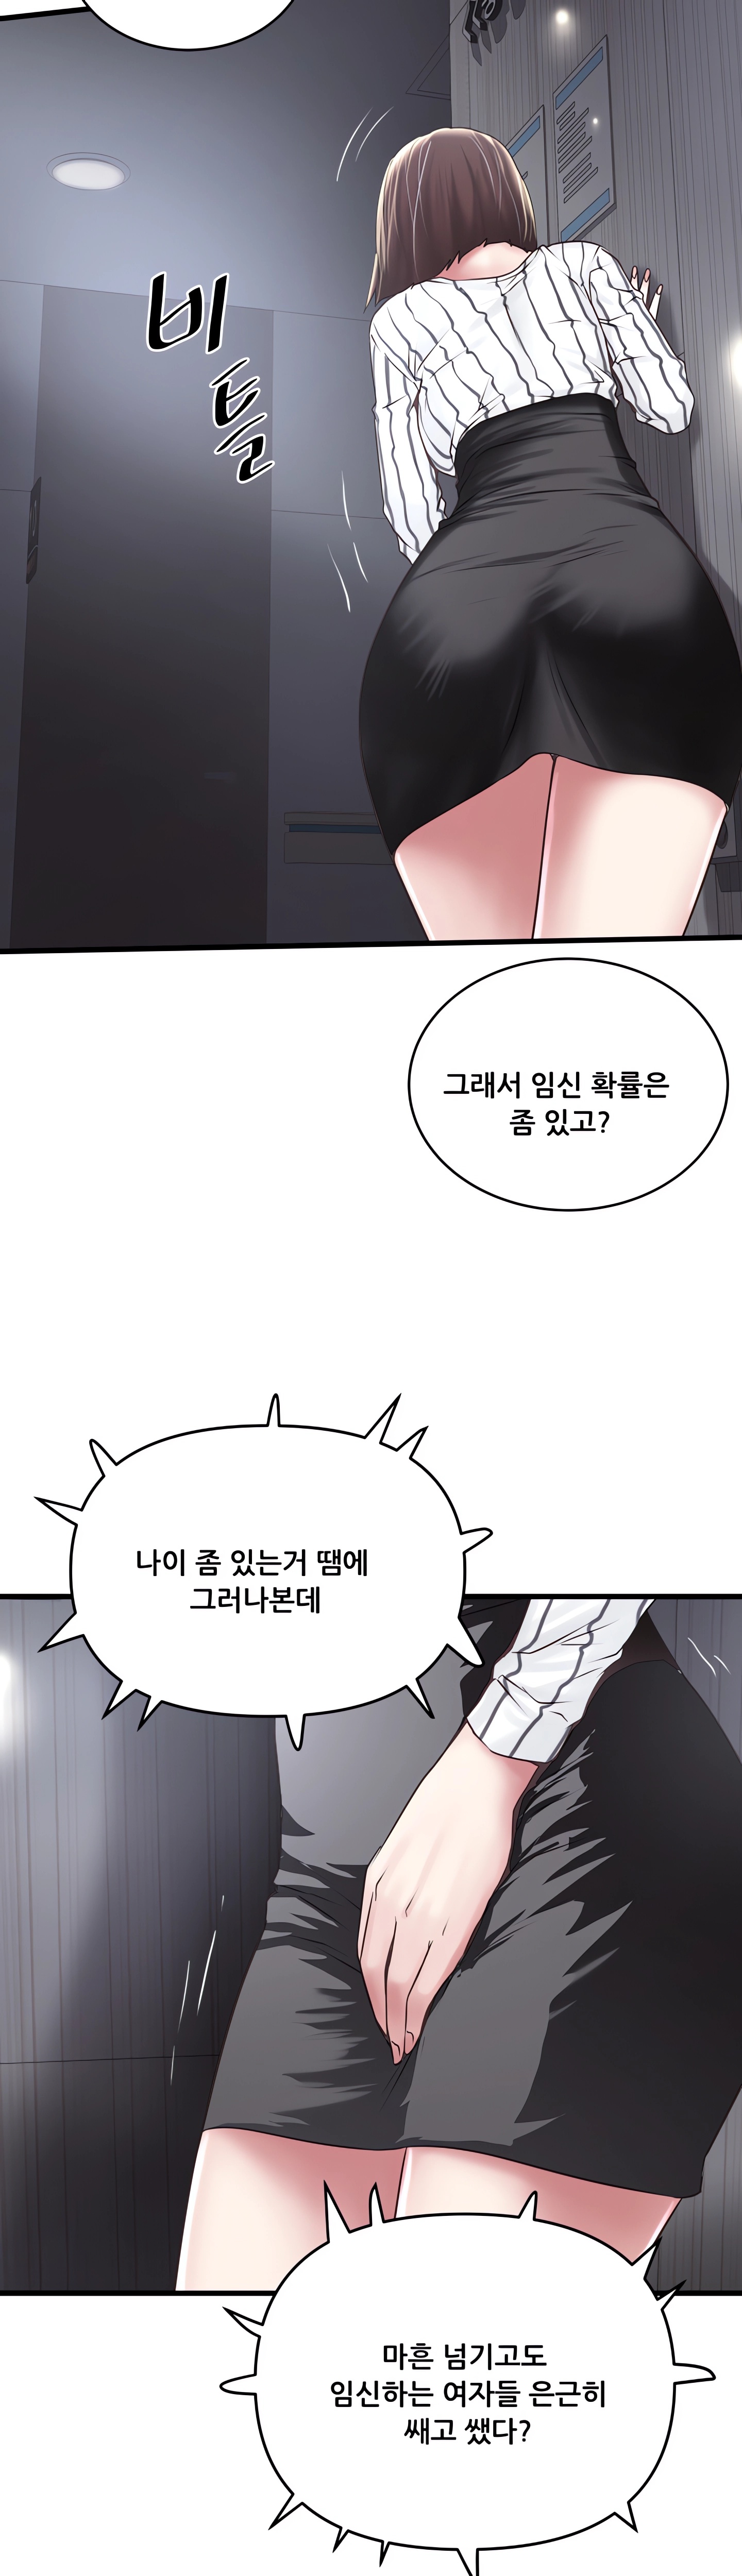 비틀
그래서 임신 확률은
좀 있고?
나이 좀 있는거 땜에
그러나본데
마흔 넘기고도
임신하는 여자들 은근히
쌔고 쌨다?